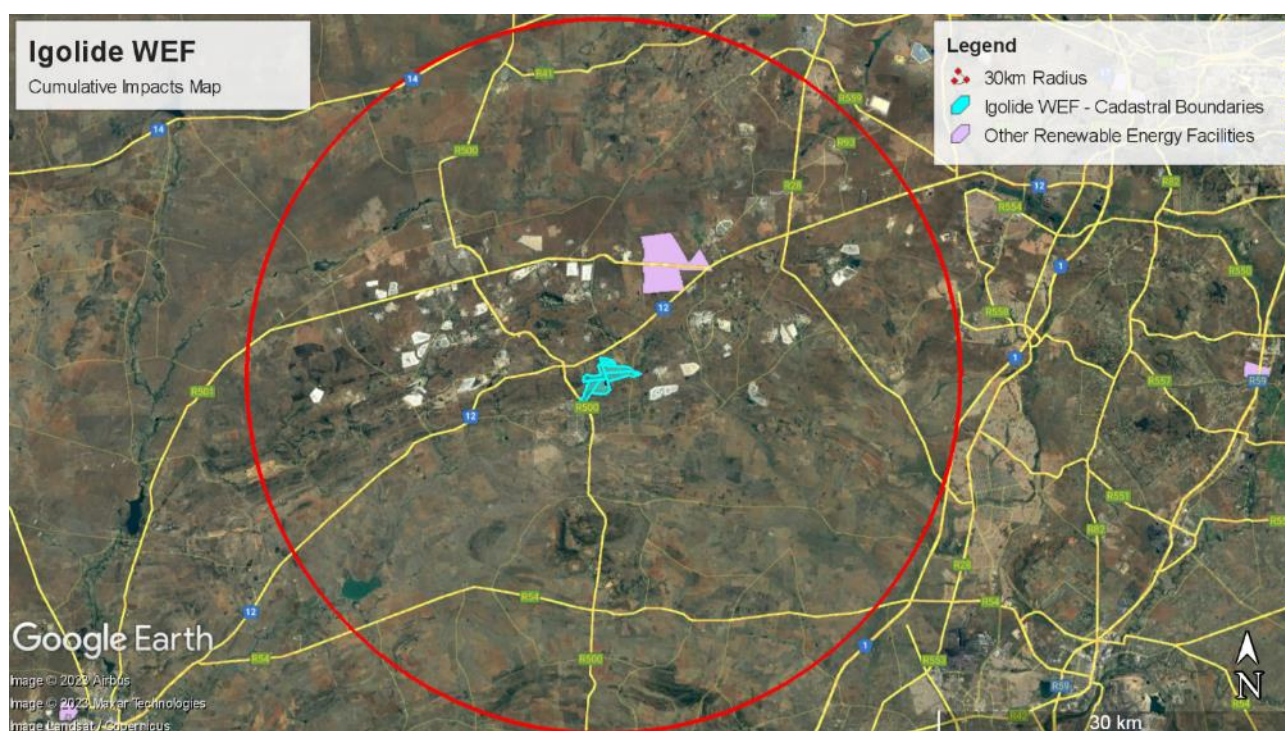 Igolide WEF
Cumulative Impacts Map
Legend
30km Radius
Igolide WEF - Cadastral Boundaries
Other Renewable Energy Facilities
14
R41
14
R559
R500
R93
R28
12
R554
1
R550
R558
12
1
R501
R557
R59
12
R500
R551
R82
R28
12
R54
R54
Google Earth
1
R54
R500
R553
Image © 2023 Airbus
Image © 2023 Maxar Technologies
Image Landsat / Copernicus
R59
R54
R42
30 km
N